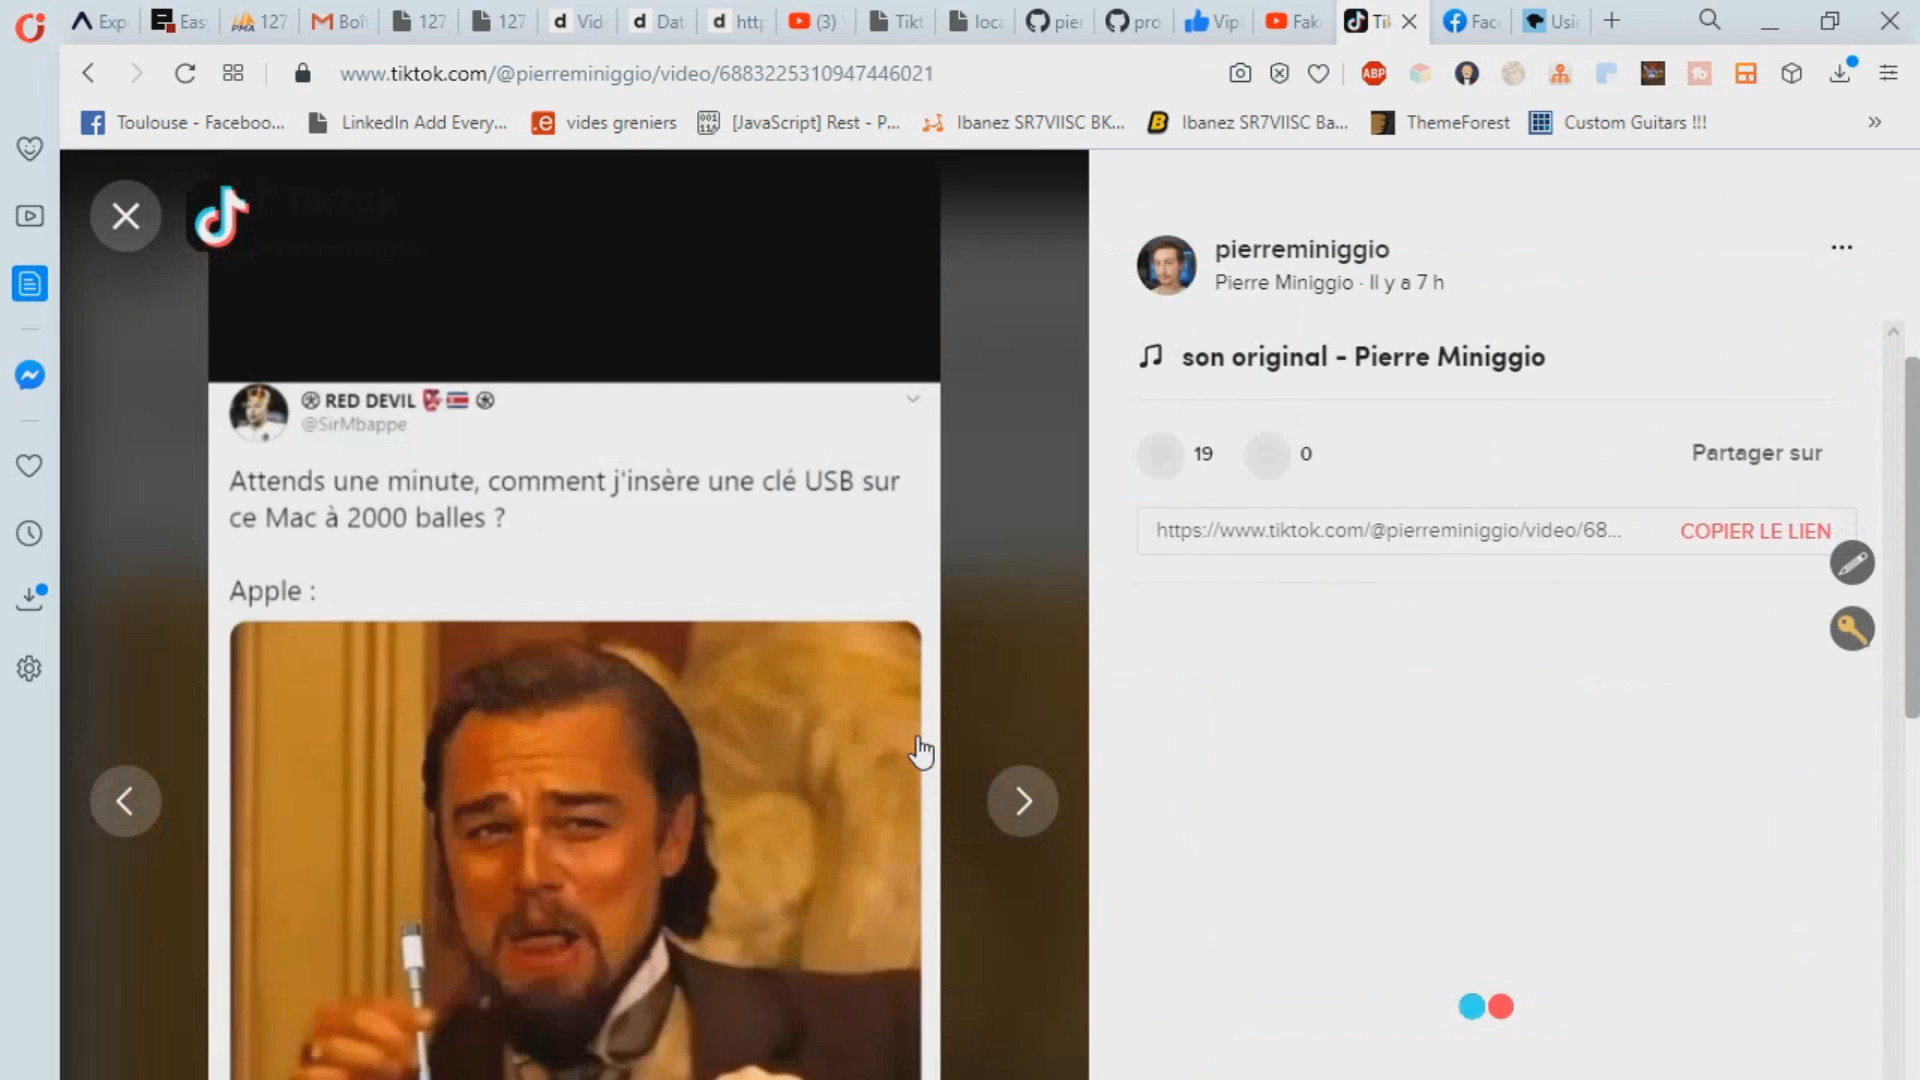 Exp
Eas
PMA 127
Boît
127
127
d Vid
d Dat
d http
(3)
Tikt
loca
pier
pro
Vip
Fak
Ti
Fac
Usi
www.tiktok.com/@pierreminiggio/video/6883225310947446021
ABP
Toulouse - Faceboo...
LinkedIn Add Every...
vides greniers
[JavaScript] Rest - P...
Ibanez SR7VIISC BK...
Ibanez SR7VIISC Ba...
ThemeForest
Custom Guitars !!!
RED DEVIL
@SirMbappe
Attends une minute, comment j'insère une clé USB sur
ce Mac à 2000 balles ?
Apple :
pierreminiggio
Pierre Miniggio · Il y a 7 h
son original - Pierre Miniggio
19
0
Partager sur
https://www.tiktok.com/@pierreminiggio/video/68...
COPIER LE LIEN